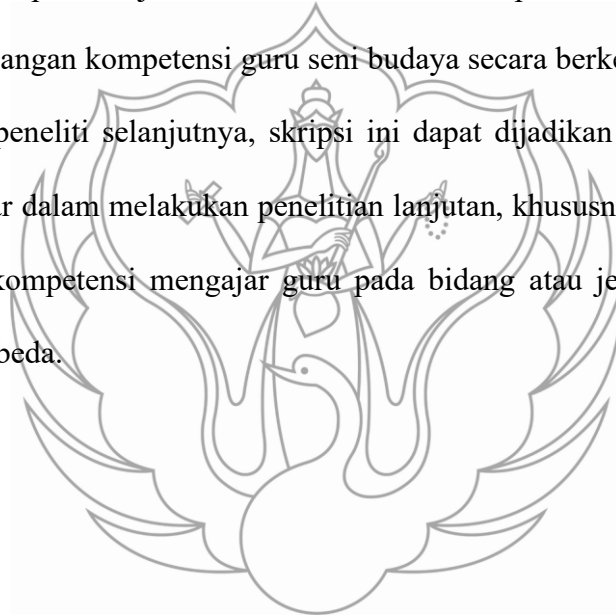 angan kompetensi guru seni budaya secara berk
peneliti selanjutnya, skripsi ini dapat dijadikan
r dalam melakukan penelitian lanjutan, khususn
kompetensi mengajar guru pada bidang atau je
beda.